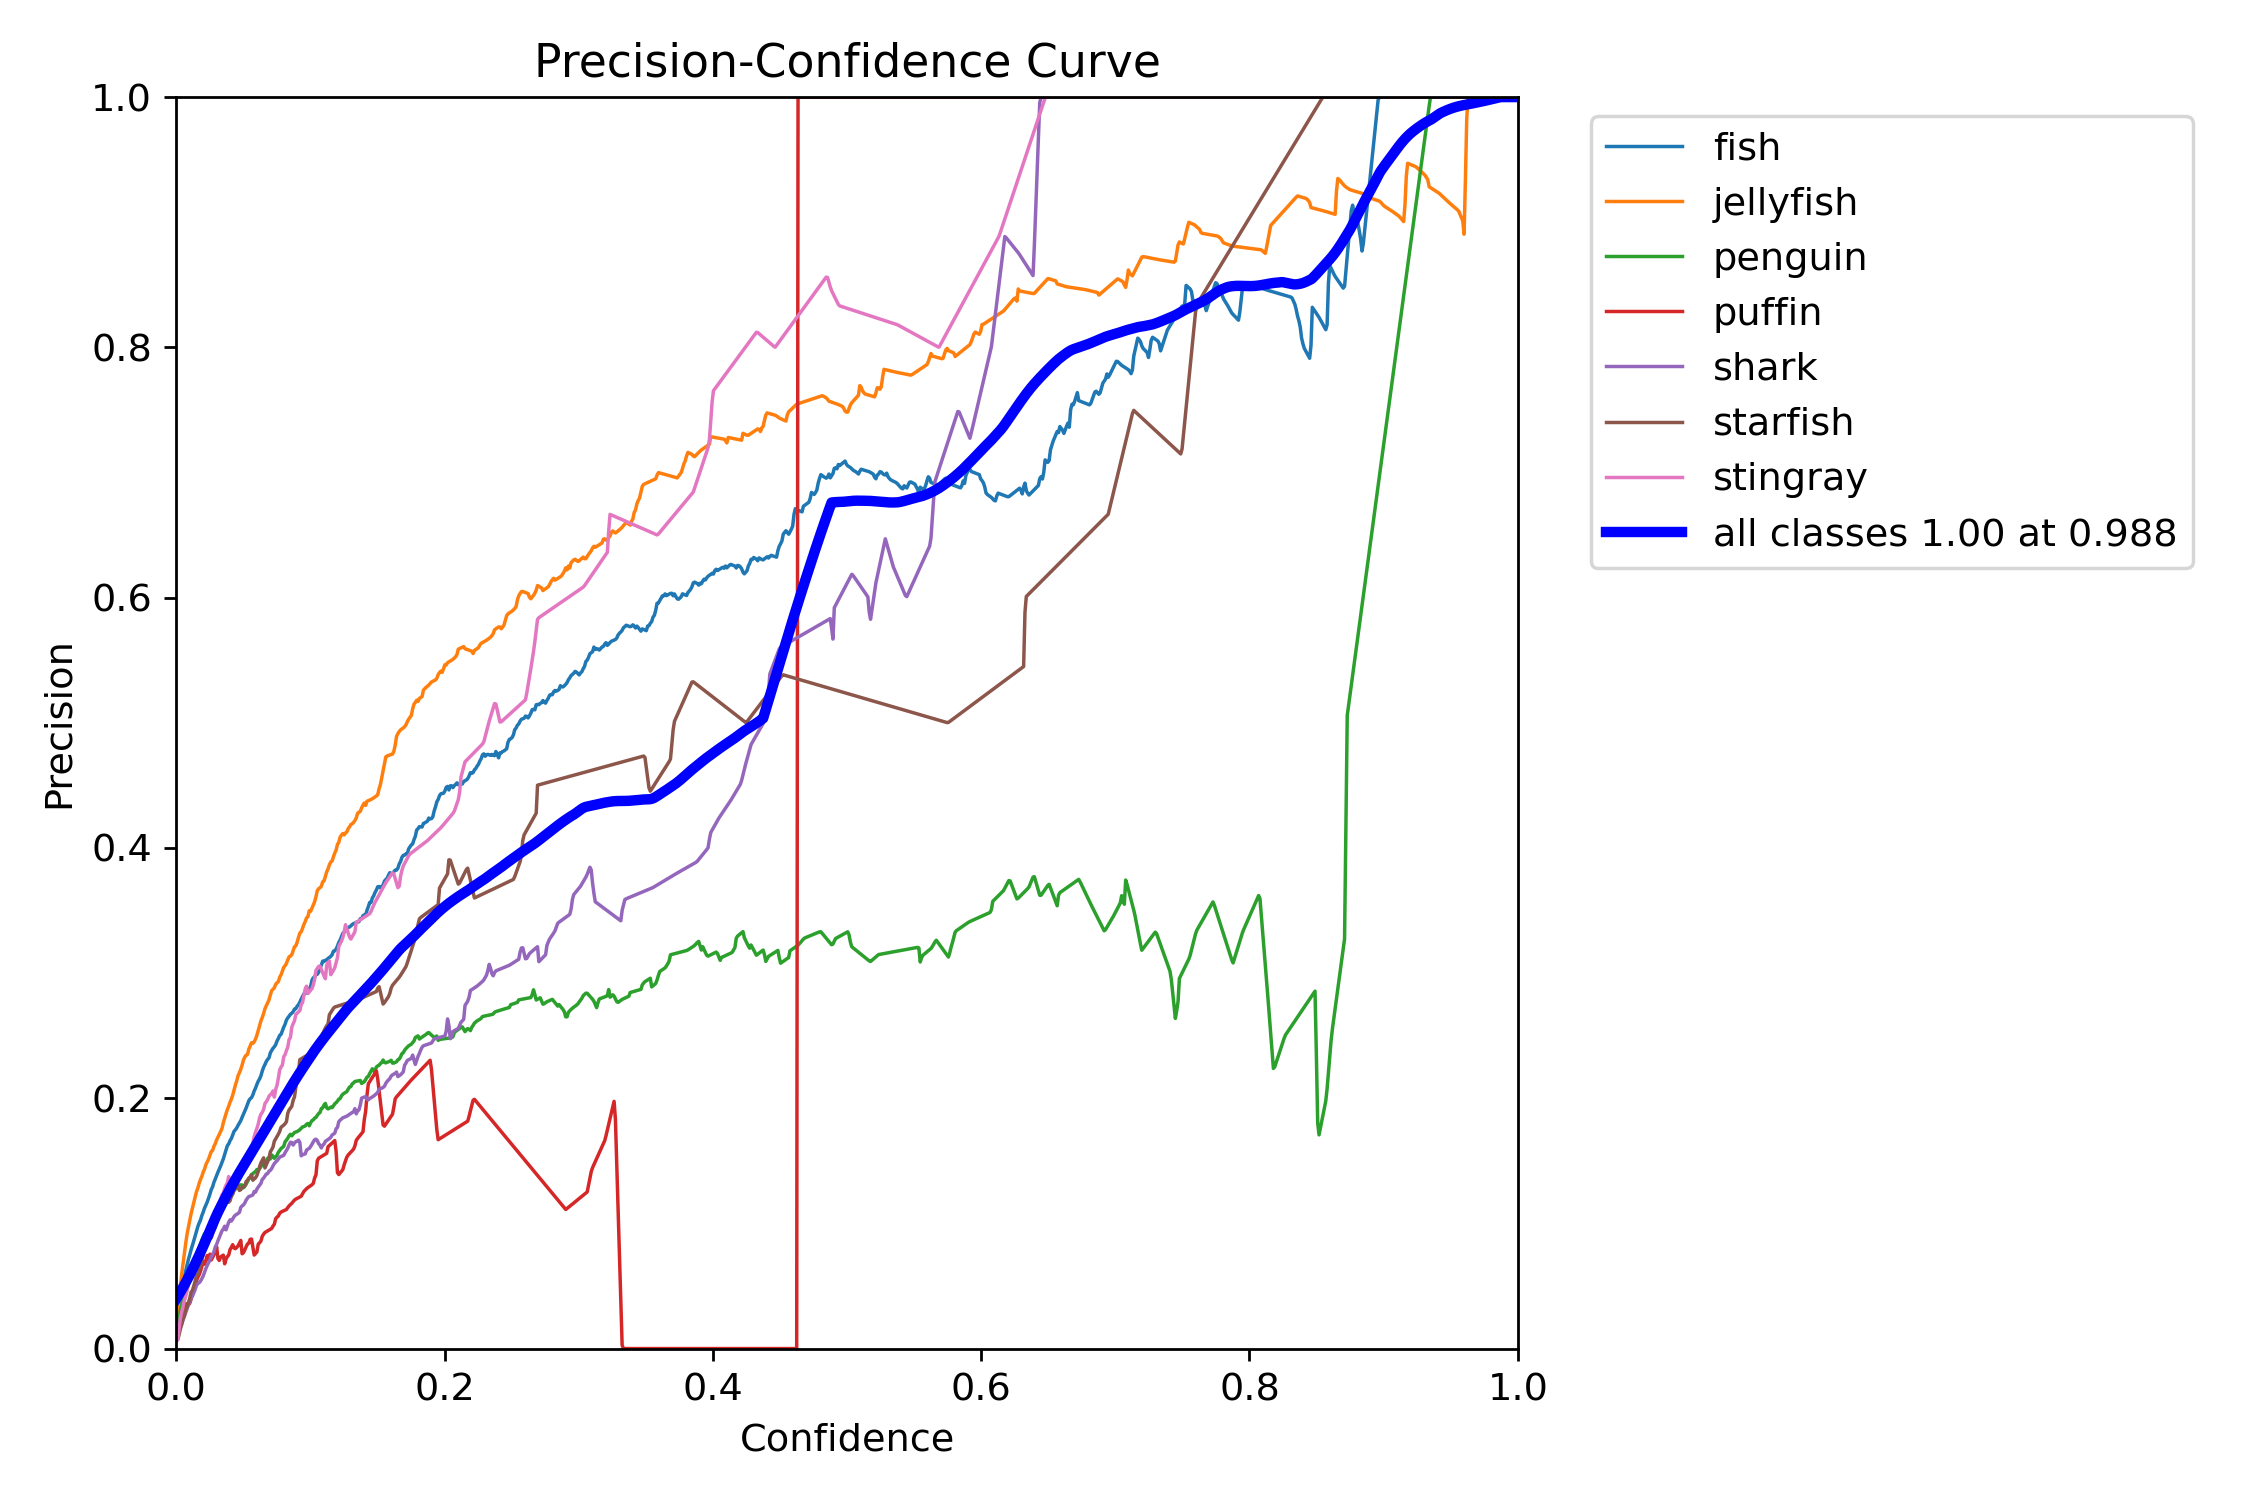 Precision-Confidence Curve
1.0
0.8
0.6
0.4
0.2
0.0
Precision
0.0 0.2 0.4 0.6 0.8 1.0
Confidence
fish
jellyfish
penguin
puffin
shark
starfish
stingray
all classes 1.00 at 0.988